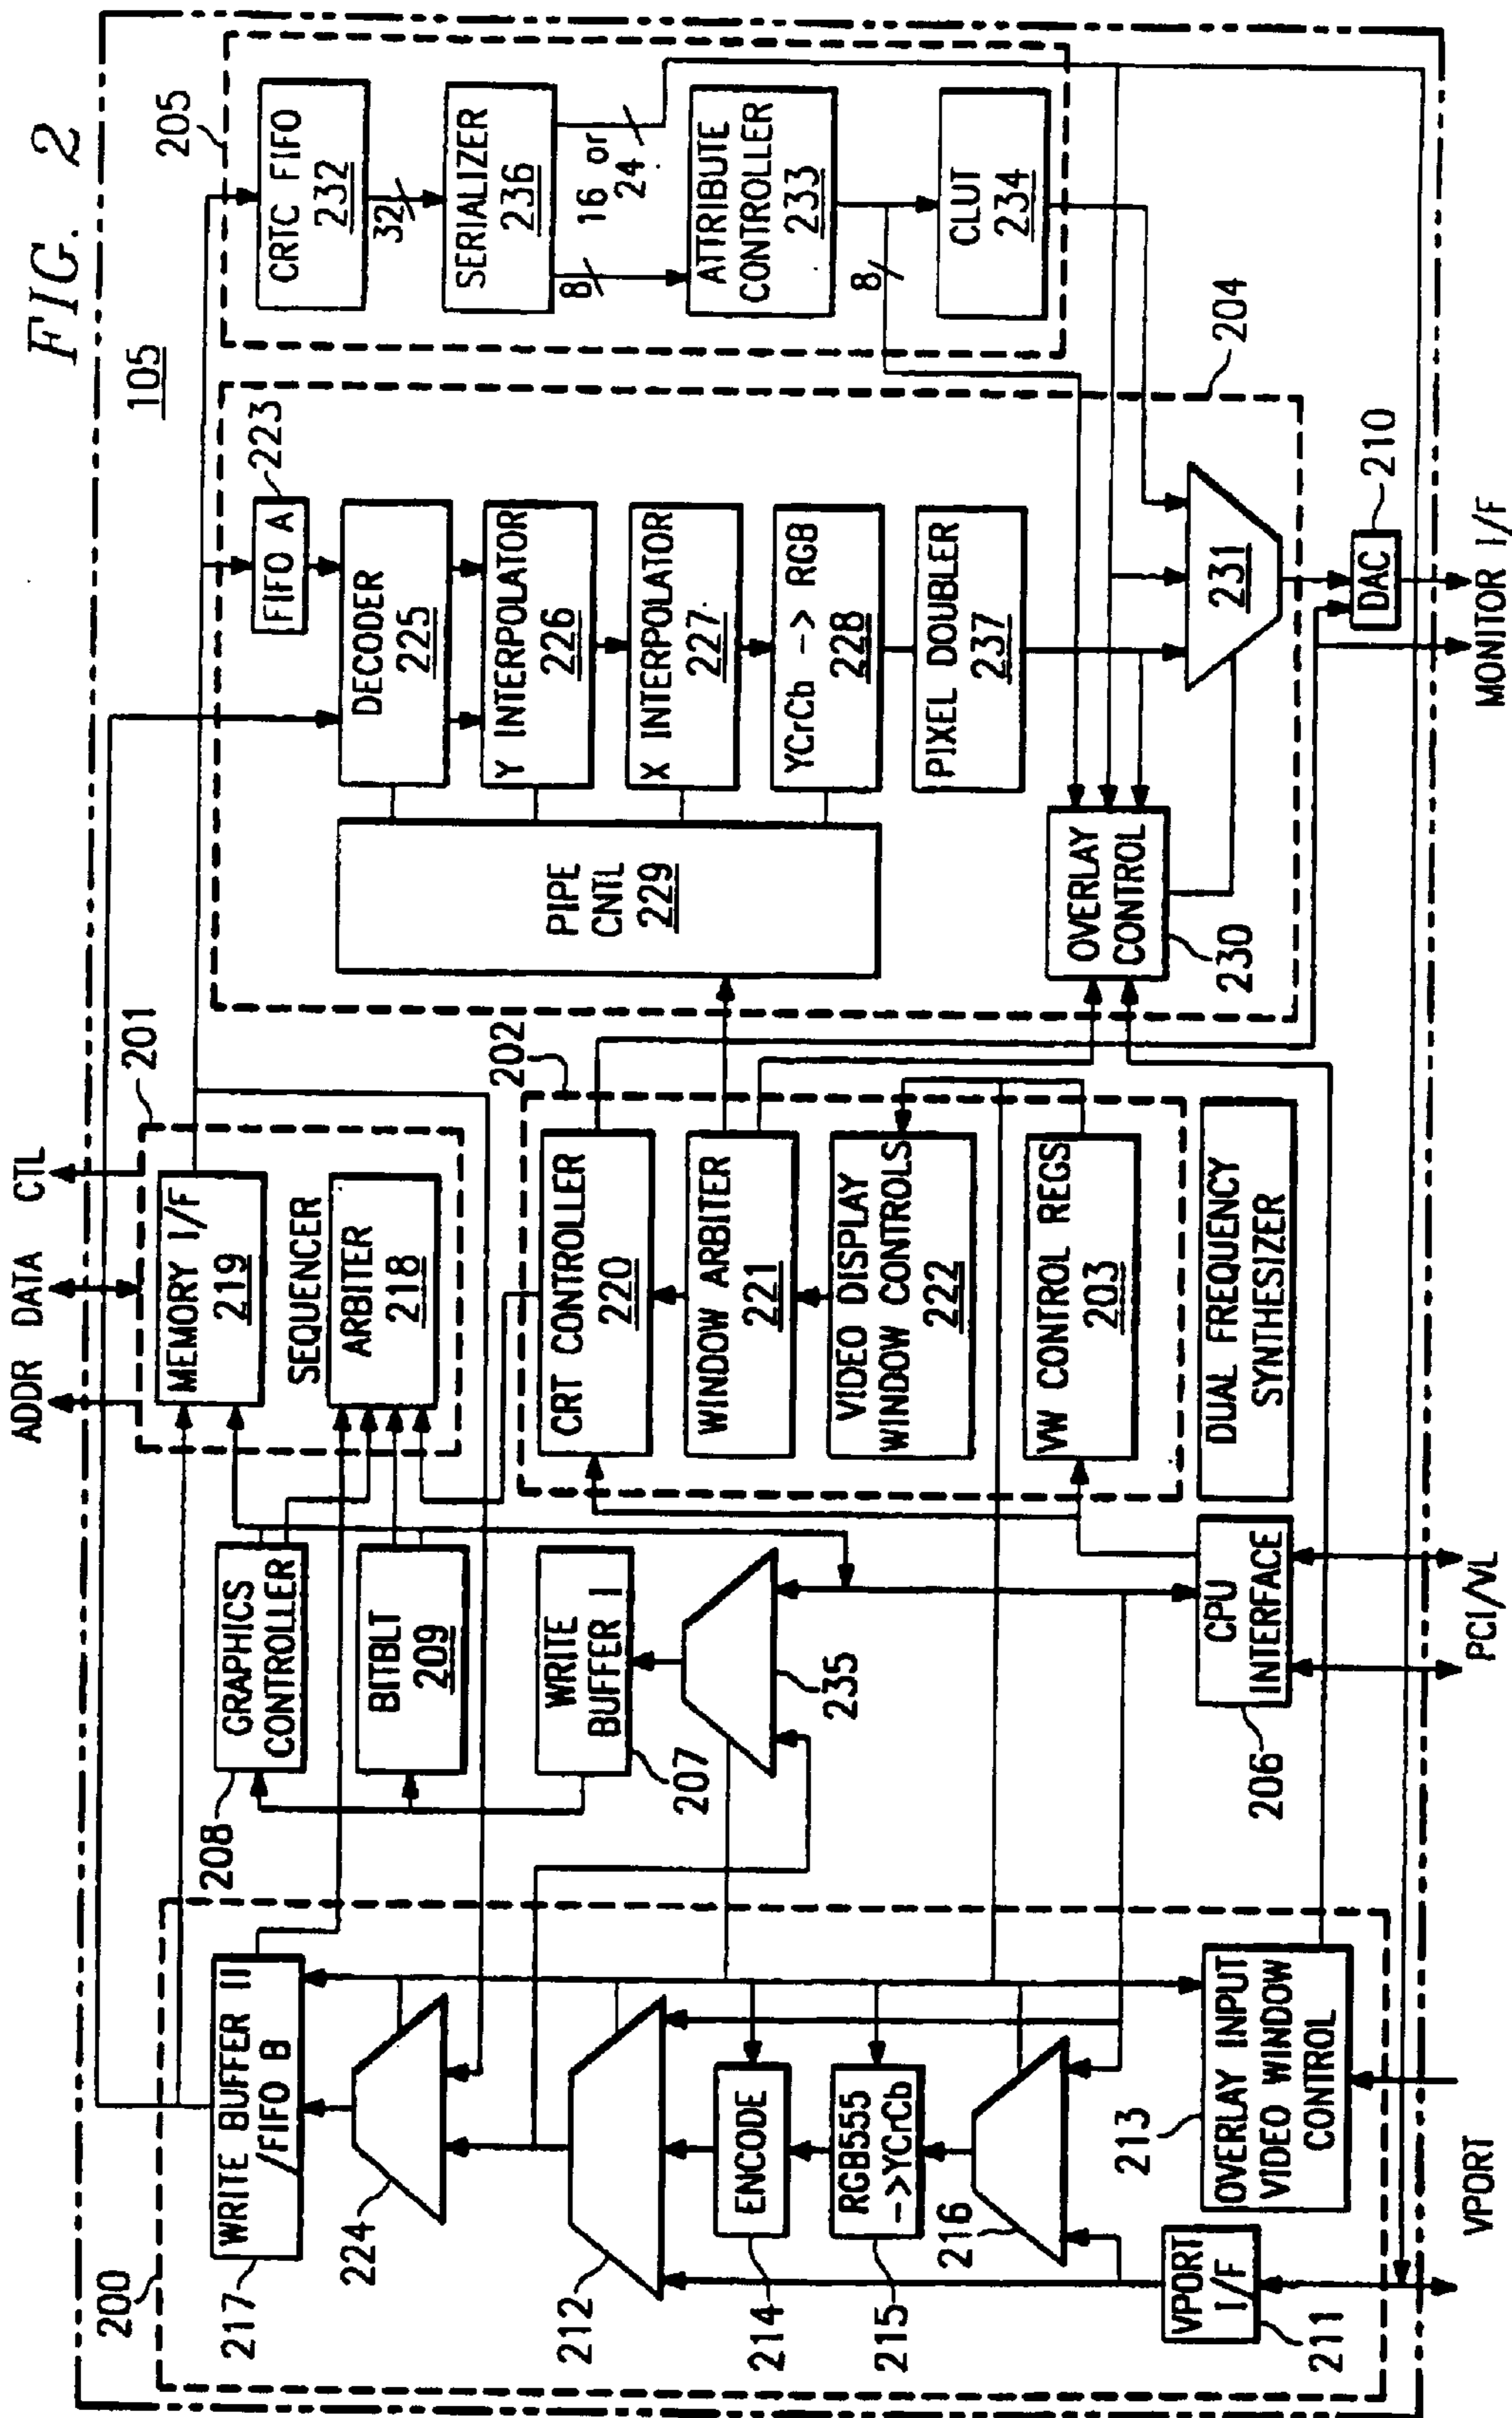 FIG. 2
105
ADDR DATA CTL
200
217
WRITE BUFFER II
/FIFO B
224
212
ENCODE
214
RGB555
->YCrCb
215
216
VPORT
I/F
211
213
OVERLAY INPUT
VIDEO WINDOW
CONTROL
VPORT
208
GRAPHICS
CONTROLLER
BITBLT
209
WRITE
BUFFER I
207
235
CPU
INTERFACE
206
PCI/VL
201
MEMORY I/F
219
SEQUENCER
ARBITER
218
202
CRT CONTROLLER
220
WINDOW ARBITER
221
VIDEO DISPLAY
WINDOW CONTROLS
222
VW CONTROL REGS
203
DUAL FREQUENCY
SYNTHESIZER
PIPE
CNTL
229
FIFO A
223
DECODER
225
Y INTERPOLATOR
226
X INTERPOLATOR
227
YCrCb -> RGB
228
PIXEL DOUBLER
237
OVERLAY
CONTROL
230
231
204
DAC
210
MONITOR I/F
205
CRTC FIFO
232
32
SERIALIZER
236
8
16 or
24
ATTRIBUTE
CONTROLLER
233
8
CLUT
234